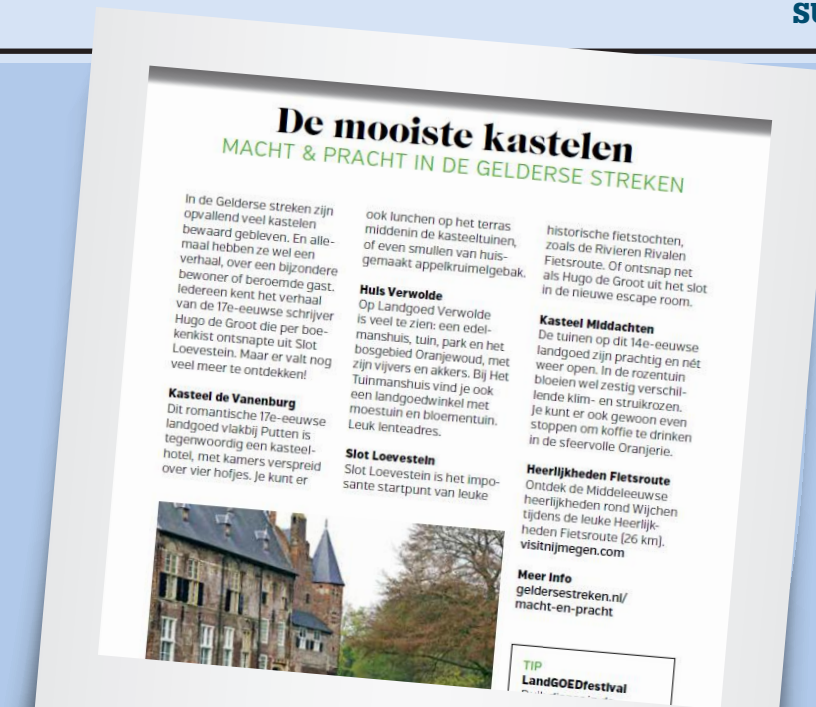 SU
De mooiste kastelen
MACHT & PRACHT IN DE GELDERSE STREKEN
In de Gelderse streken zijn
opvallend veel kastelen
bewaard gebleven. En alle-
maal hebben ze wel een
verhaal, over een bijzondere
bewoner of beroemde gast.
Iedereen kent het verhaal
van de 17e-eeuwse schrijver
Hugo de Groot die per boe-
kenkist ontsnapte uit Slot
Loevestein. Maar er valt nog
veel meer te ontdekken!
Kasteel de Vanenburg
Dit romantische 17e-eeuwse
landgoed vlakbij Putten is
tegenwoordig een kasteel-
hotel, met kamers verspreid
over vier hofjes. Je kunt er
ook lunchen op het terras
middenin de kasteeltuinen,
of even smullen van huis-
gemaakt appelkruimelgebak.
Huis Verwolde
Op Landgoed Verwolde
is veel te zien: een edel-
manshuis, tuin, park en het
bosgebied Oranjewoud, met
zijn vijvers en akkers. Bij Het
Tuinmanshuis vind je ook
een landgoedwinkel met
moestuin en bloementuin.
Leuk lenteadres.
Slot Loevestein
Slot Loevestein is het impo-
sante startpunt van leuke
historische fietstochten,
zoals de Rivieren Rivalen
Fietsroute. Of ontsnap net
als Hugo de Groot uit het slot
in de nieuwe escape room.
Kasteel Middachten
De tuinen op dit 14e-eeuwse
landgoed zijn prachtig en nét
weer open. In de rozentuin
bloeien wel zestig verschil-
lende klim- en struikrozen.
Je kunt er ook gewoon even
stoppen om koffie te drinken
in de sfeervolle Oranjerie.
Heerlijkheden Fietsroute
Ontdek de Middeleeuwse
heerlijkheden rond Wijchen
tijdens de leuke Heerlijk-
heden Fietsroute (26 km).
visitnijmegen.com
Meer Info
geldersestreken.nl/
macht-en-pracht
TIP
LandGOEDfestival